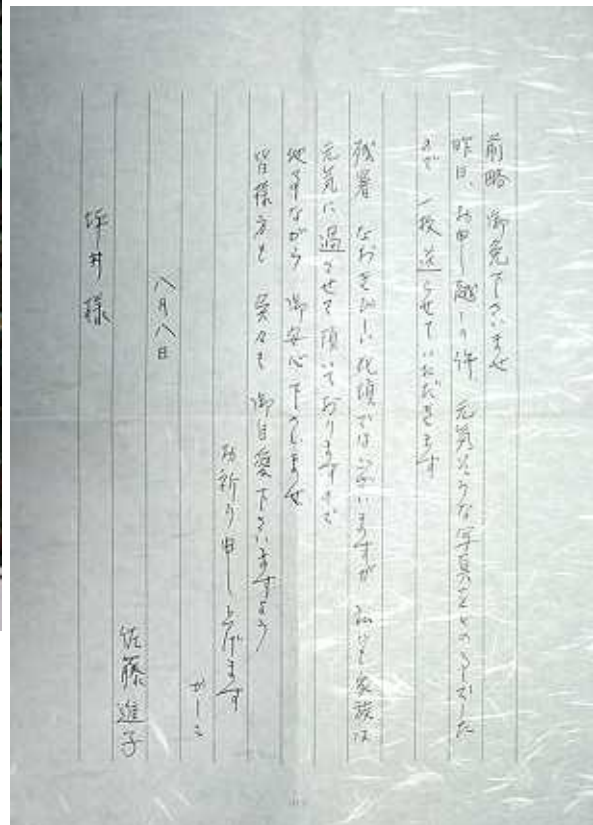 前略 御免下さいませ
昨日、お申し越しの件、元気そうな写真とのことでした
ので 一枚 送らせていただきます
残暑 なおきびしい此頃では ございますが 私ども家族は
元気に過させて頂いておりますので
他事ながら 御安心下さいませ
皆様方も 呉々も 御自愛下さいますよう
お祈り申し上げます
かしこ
八月八日
佐藤進子
坪井様